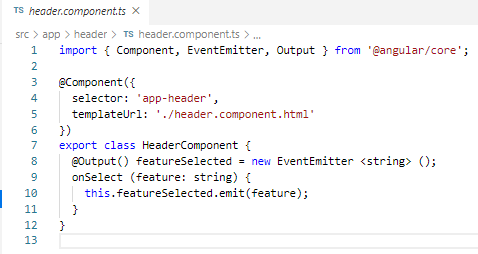 TS header.component.ts ×
src > app > header > TS header.component.ts > ...
1 import { Component, EventEmitter, Output } from '@angular/core';
2
3 @Component({
4 selector: 'app-header',
5 templateUrl: './header.component.html'
6 })
7 export class HeaderComponent {
8 @Output() featureSelected = new EventEmitter <string> ();
9 onSelect (feature: string) {
10 this.featureSelected.emit(feature);
11 }
12 }
13